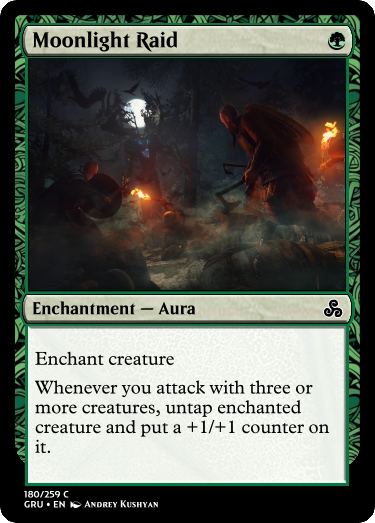 Moonlight Raid
Enchantment — Aura
Enchant creature
Whenever you attack with three or
more creatures, untap enchanted
creature and put a +1/+1 counter on
it.
180/259 C
GRU • EN Andrey Kushyan